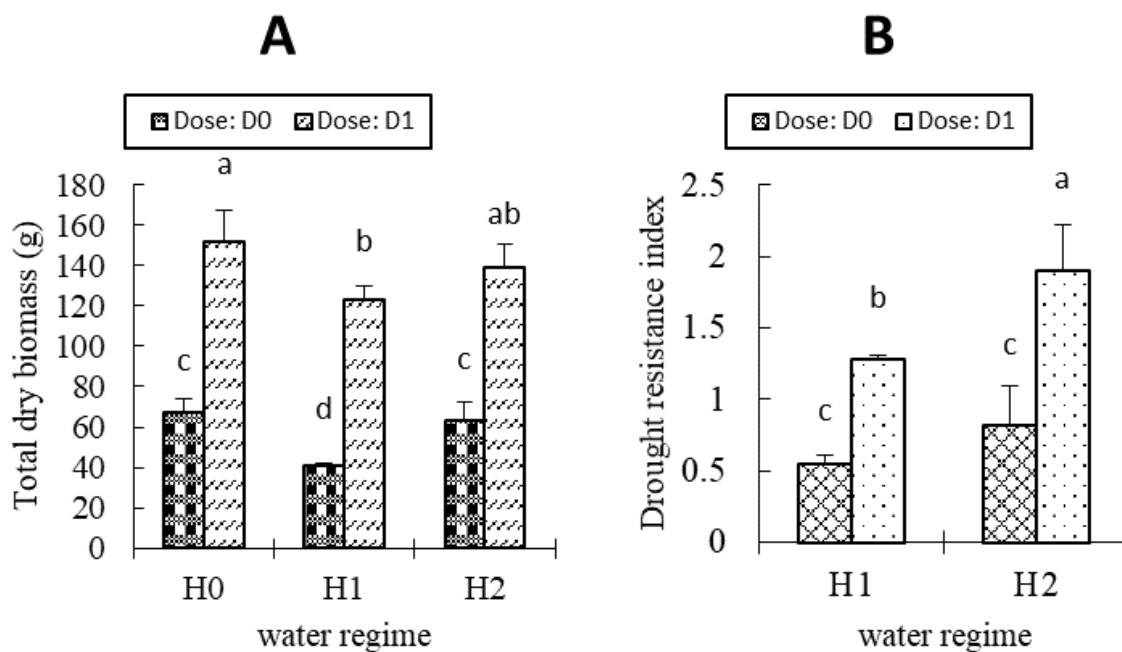 A
Dose: D0 Dose: D1
Total dry biomass (g)
180
160
140
120
100
80
60
40
20
0
a
b
ab
c
d
c
H0 H1 H2
water regime
B
Dose: D0 Dose: D1
Drought resistance index
2.5
2
1.5
1
0.5
0
a
b
c
c
H1 H2
water regime